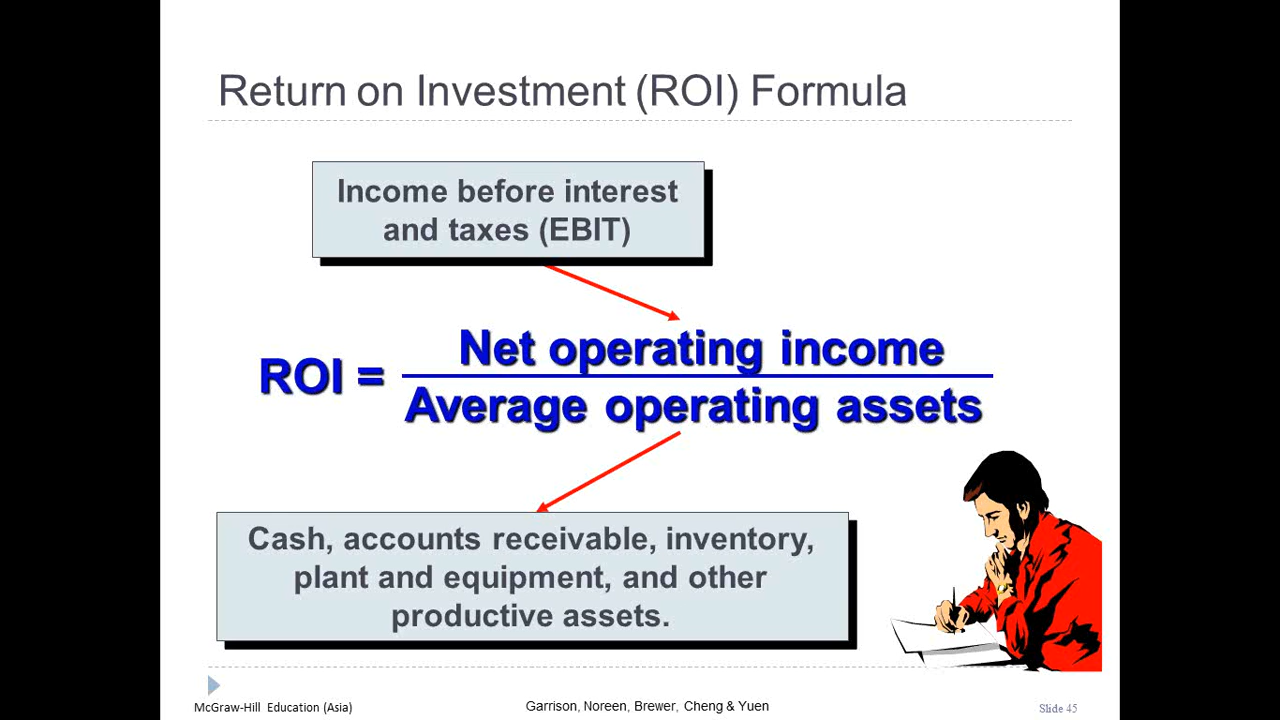 Return on Investment (ROI) Formula
Income before interest
and taxes (EBIT)
ROI =
Net operating income
Average operating assets
Cash, accounts receivable, inventory,
plant and equipment, and other
productive assets.
McGraw-Hill Education (Asia)
Garrison, Noreen, Brewer, Cheng & Yuen
Slide 45